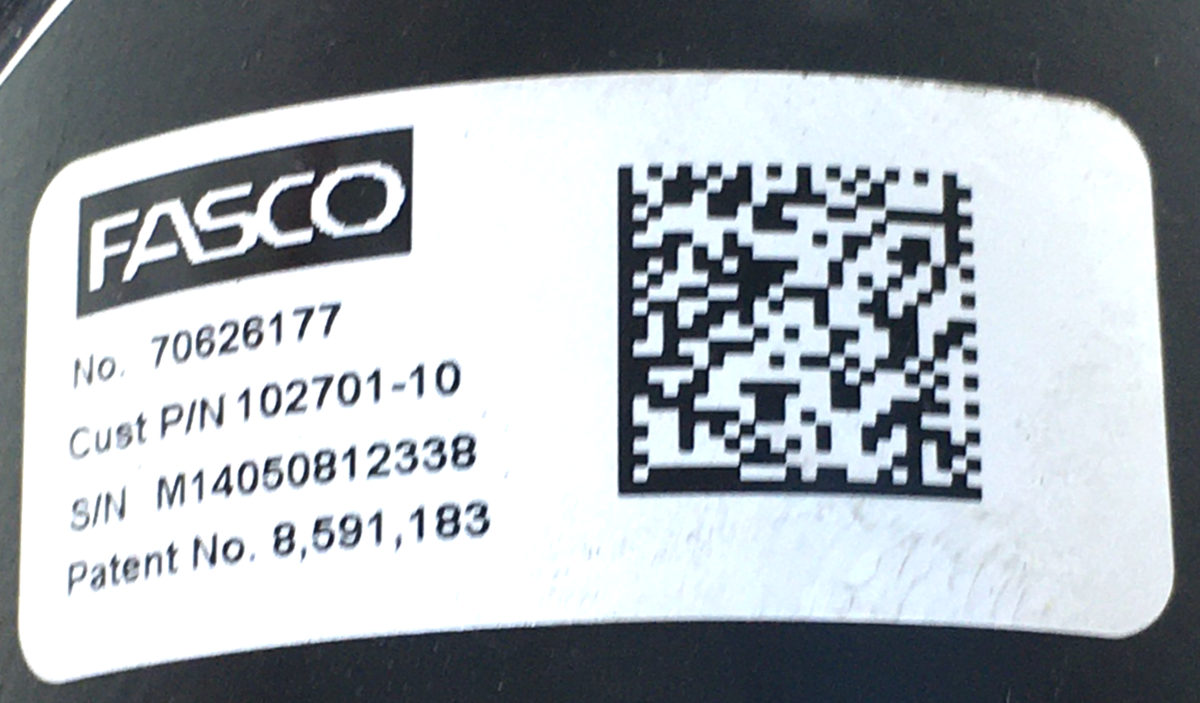 FASCO
No. 70626177
Cust P/N 102701-10
S/N M14050812338
Patent No. 8,591,183